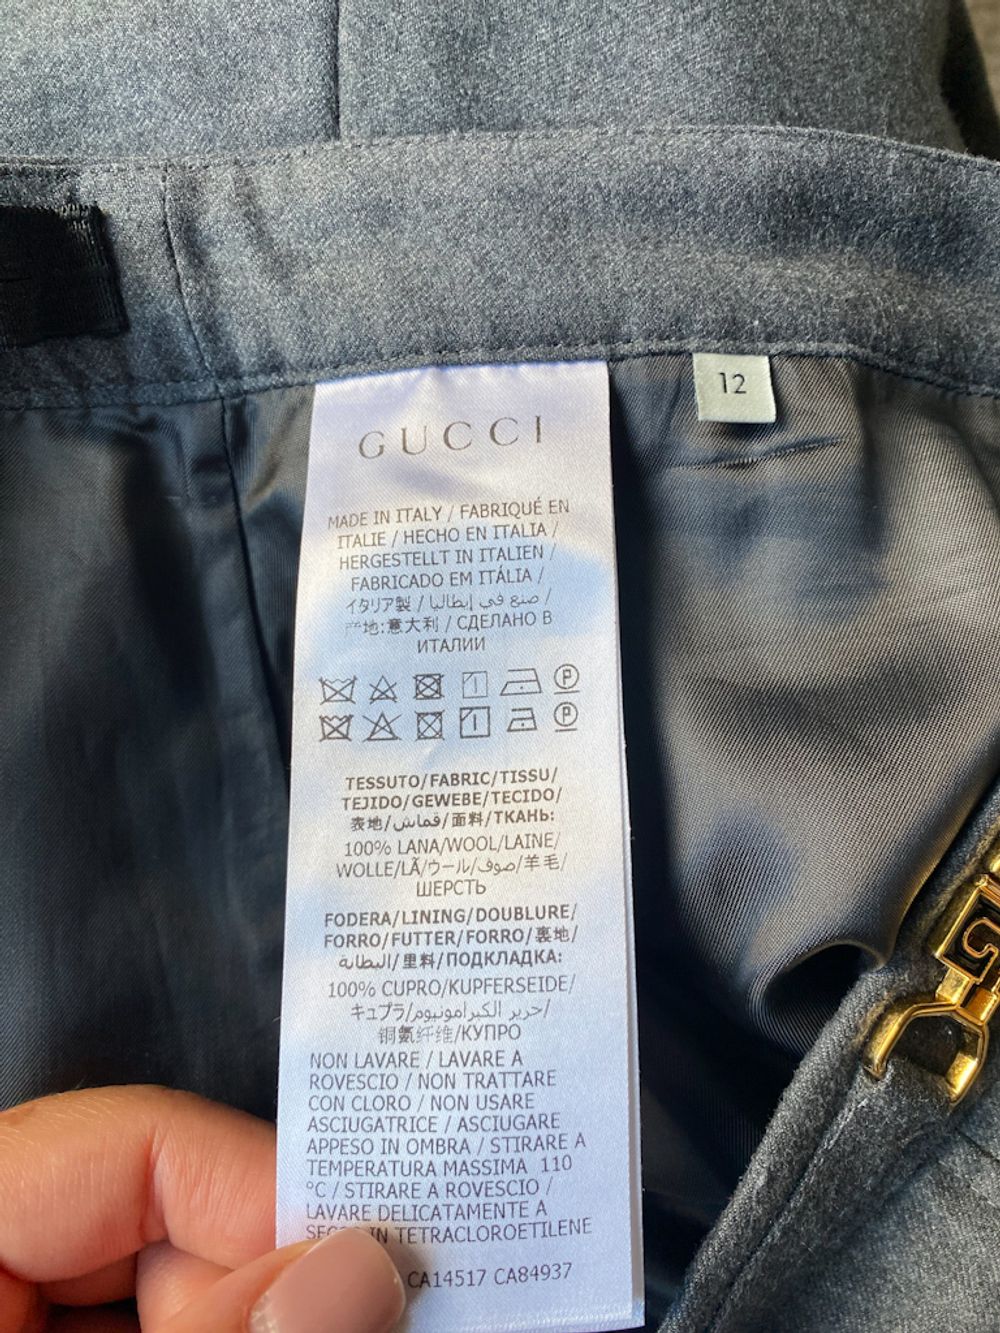 12
GUCCI
MADE IN ITALY / FABRIQUÉ EN
ITALIE / HECHO EN ITALIA /
HERGESTELLT IN ITALIEN /
FABRICADO EM ITÁLIA /
イタリア製 / صنع في إيطاليا /
产地:意大利 / СДЕЛАНО В
ИТАЛИИ
P
P
TESSUTO/FABRIC/TISSU/
TEJIDO/GEWEBE/TECIDO/
表地/قماش/面料/ТКАНЬ:
100% LANA/WOOL/LAINE/
WOLLE/LÃ/ウール/صوف/羊毛/
ШЕРСТЬ
FODERA/LINING/DOUBLURE/
FORRO/FUTTER/FORRO/裏地/
البطانة/里料/ПОДКЛАДКА:
100% CUPRO/KUPFERSEIDE/
キュプラ/حرير الكبرامونيوم/
铜氨纤维/КУПРО
NON LAVARE / LAVARE A
ROVESCIO / NON TRATTARE
CON CLORO / NON USARE
ASCIUGATRICE / ASCIUGARE
APPESO IN OMBRA / STIRARE A
TEMPERATURA MASSIMA 110
°C / STIRARE A ROVESCIO /
LAVARE DELICATAMENTE A
IN TETRACLOROETILENE
CA14517 CA84937